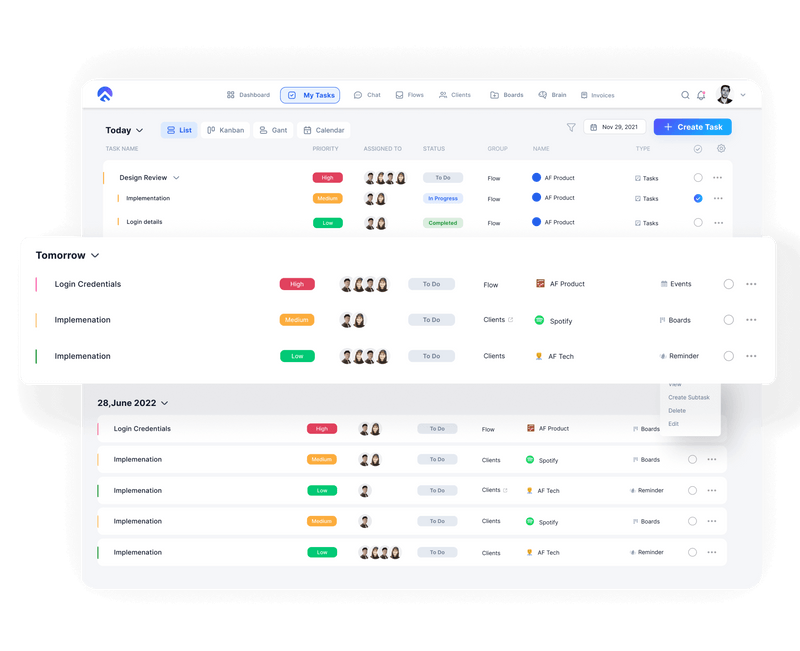 Dashboard My Tasks Chat Flows Clients Boards Brain Invoices
Today List Kanban Gant Calendar Nov 29, 2021 + Create Task
TASK NAME PRIORITY ASSIGNED TO STATUS GROUP NAME TYPE
Design Review High To Do Flow AF Product Tasks
Implementation Medium In Progress Flow AF Product Tasks
Login details Low Completed Flow AF Product Tasks
Tomorrow
Login Credentials High To Do Flow AF Product Events
Implemenation Medium To Do Clients Spotify Boards
Implemenation Low To Do Clients AF Tech Reminder
View
Create Subtask
Delete
Edit
28,June 2022
Login Credentials High To Do Flow AF Product Boards
Implemenation Medium To Do Clients Spotify Boards
Implemenation Low To Do Clients AF Tech Reminder
Implemenation Medium To Do Clients Spotify Boards
Implemenation Low To Do Clients AF Tech Reminder